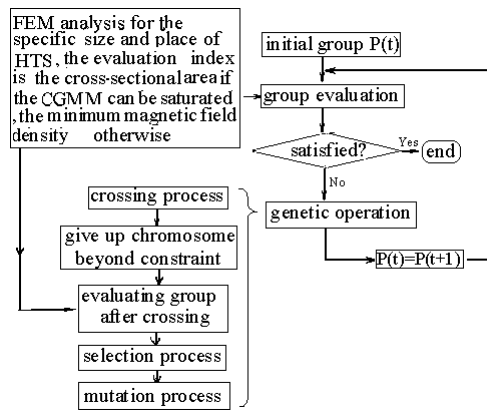 FEM analysis for the
specific size and place of
HTS, the evaluation index
is the cross-sectional area if
the CGMM can be saturated
,the minimum magnetic field
density otherwise
initial group P(t)
group evaluation
satisfied?
Yes
end
No
genetic operation
P(t)=P(t+1)
crossing process
give up chromosome
beyond constraint
evaluating group
after crossing
selection process
mutation process